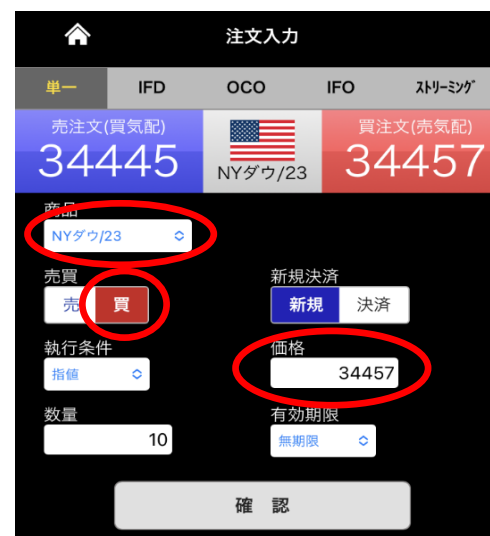 注文入力
単一 IFD OCO IFO ｽﾄﾘｰﾐﾝｸﾞ
売注文(買気配) 買注文(売気配)
34445 NYダウ/23 34457
商品
NYダウ/23
売買 新規決済
売 買 新規 決済
執行条件 価格
指値 34457
数量 有効期限
10 無期限
確 認